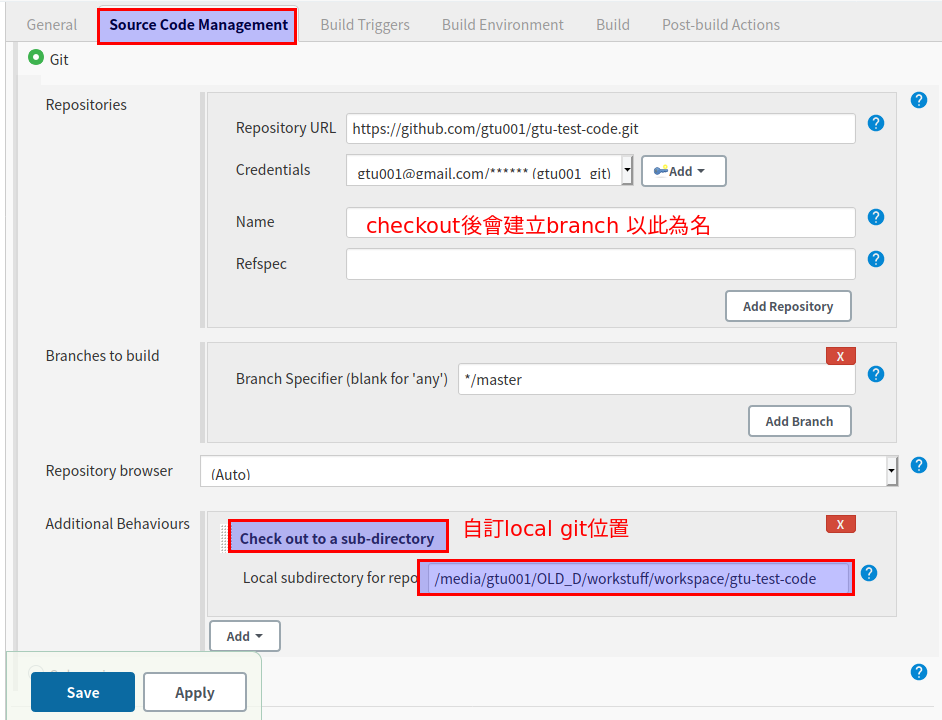 General Source Code Management Build Triggers Build Environment Build Post-build Actions
Git
Repositories
?
Repository URL https://github.com/gtu001/gtu-test-code.git ?
Credentials gtu001@gmail.com/****** (gtu001_git) Add
Name checkout後會建立branch 以此為名 ?
Refspec ?
Add Repository
Branches to build
X
Branch Specifier (blank for 'any') */master ?
Add Branch
Repository browser (Auto) ?
Additional Behaviours
Check out to a sub-directory 自訂local git位置 X
Local subdirectory for repo /media/gtu001/OLD_D/workstuff/workspace/gtu-test-code ?
Add
?
Save Apply